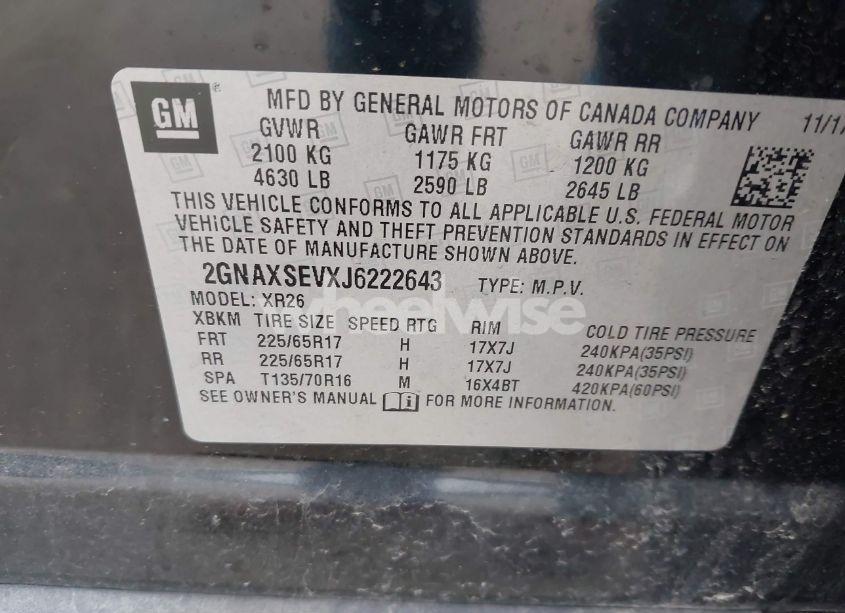 GM
MFD BY GENERAL MOTORS OF CANADA COMPANY 11/17
GVWR GAWR FRT GAWR RR
2100 KG 1175 KG 1200 KG
4630 LB 2590 LB 2645 LB
THIS VEHICLE CONFORMS TO ALL APPLICABLE U.S. FEDERAL MOTOR
VEHICLE SAFETY AND THEFT PREVENTION STANDARDS IN EFFECT ON
THE DATE OF MANUFACTURE SHOWN ABOVE.
2GNAXSEVXJ6222643 TYPE: M.P.V.
MODEL: XR26
wheelwise
XBKM TIRE SIZE SPEED RTG RIM COLD TIRE PRESSURE
FRT 225/65R17 H 17X7J 240KPA(35PSI)
RR 225/65R17 H 17X7J 240KPA(35PSI)
SPA T135/70R16 M 16X4BT 420KPA(60PSI)
SEE OWNER'S MANUAL FOR MORE INFORMATION.